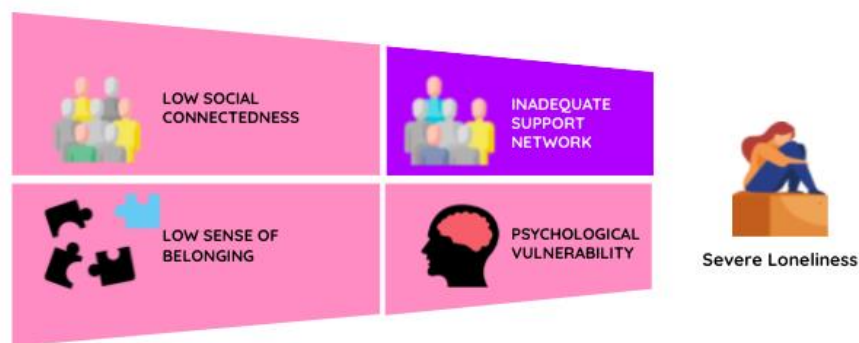 LOW SOCIAL
CONNECTEDNESS
INADEQUATE
SUPPORT
NETWORK
LOW SENSE OF
BELONGING
PSYCHOLOGICAL
VULNERABILITY
Severe Loneliness